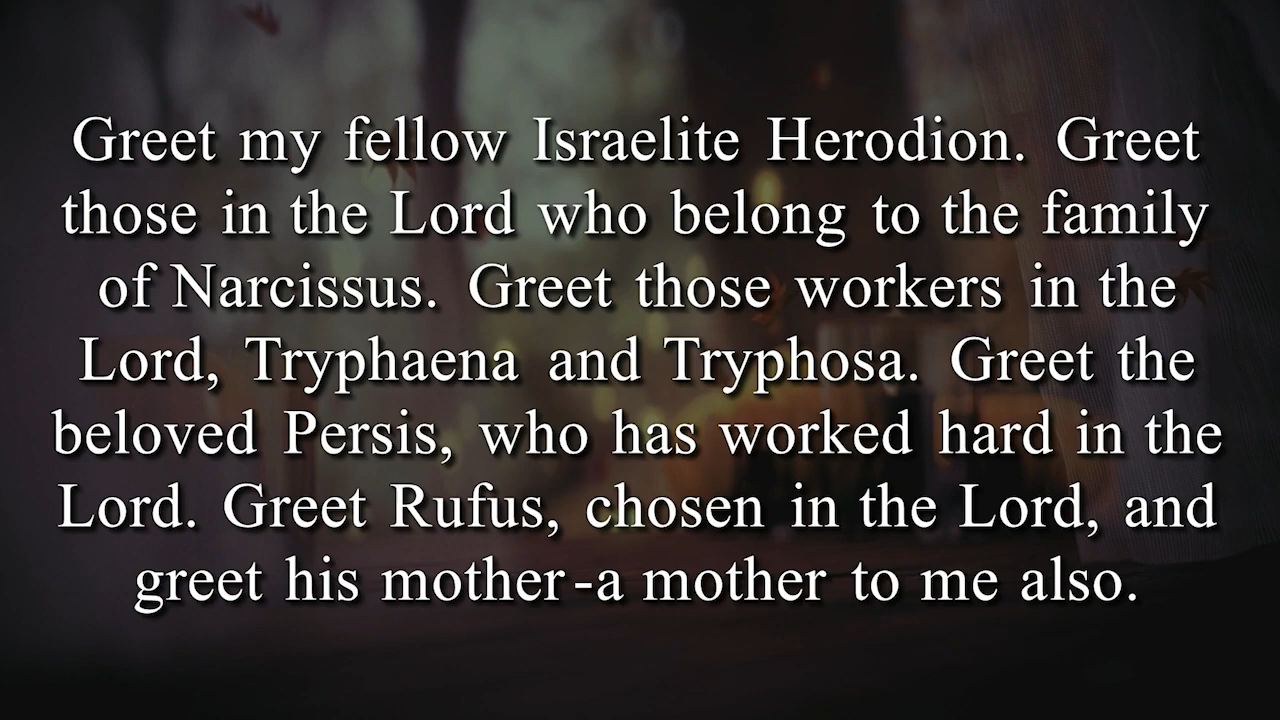 Greet my fellow Israelite Herodion. Greet
those in the Lord who belong to the family
of Narcissus. Greet those workers in the
Lord, Tryphaena and Tryphosa. Greet the
beloved Persis, who has worked hard in the
Lord. Greet Rufus, chosen in the Lord, and
greet his mother-a mother to me also.